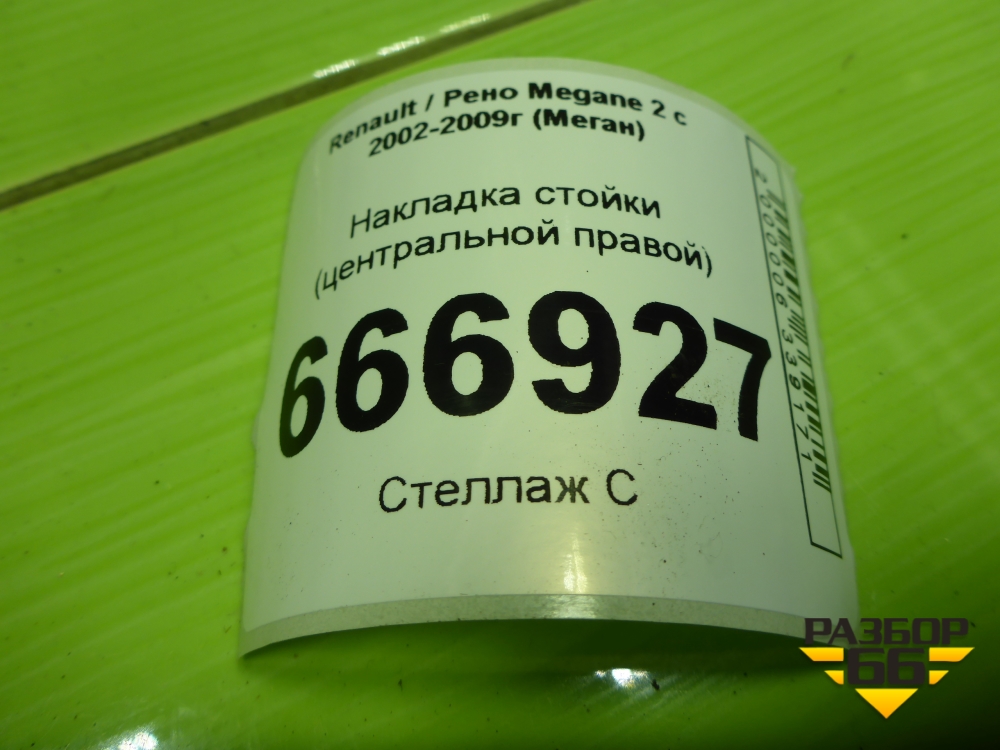 Renault / Рено Megane 2 с
2002-2009г (Меган)
Накладка стойки
(центральной правой)
666927
Стеллаж С
2000006339171
РАЗБОР
66